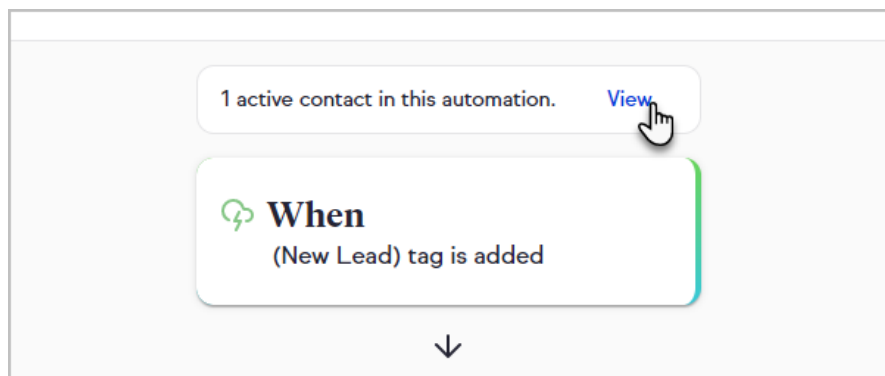 1 active contact in this automation. View
When
(New Lead) tag is added